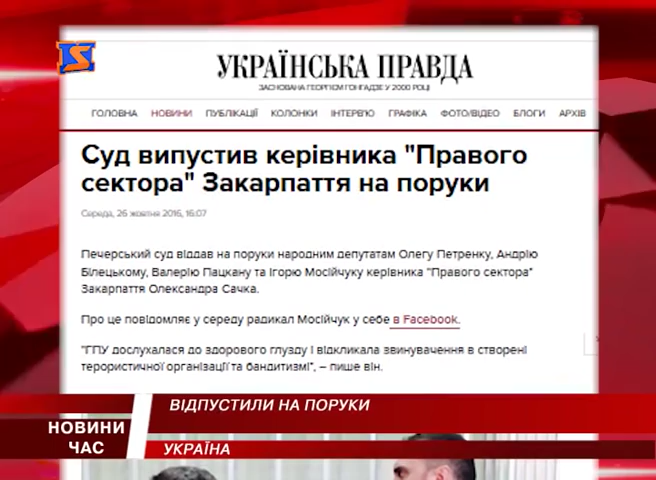 УКРАЇНСЬКА ПРАВДА
ЗАСНОВАНА ГЕОРГІЄМ ГОНГАДЗЕ У 2000 РОЦІ
ГОЛОВНА НОВИНИ ПУБЛІКАЦІЇ КОЛОНКИ ІНТЕРВ'Ю ГРАФІКА ФОТО/ВІДЕО БЛОГИ АРХІВ
Суд випустив керівника "Правого
сектора" Закарпаття на поруки
Середа, 26 жовтня 2016, 16:07
Печерський суд віддав на поруки народним депутатам Олегу Петренку, Андрію
Білецькому, Валерію Пацкану та Ігорю Мосійчуку керівника "Правого сектора"
Закарпаття Олександра Сачка.
Про це повідомляє у середу радикал Мосійчук у себе в Facebook.
"ГПУ дослухалася до здорового глузду і відкликала звинувачення в створені
терористичної організації та бандитизмі", – пише він.
ВІДПУСТИЛИ НА ПОРУКИ
НОВИНИ
ЧАС
УКРАЇНА